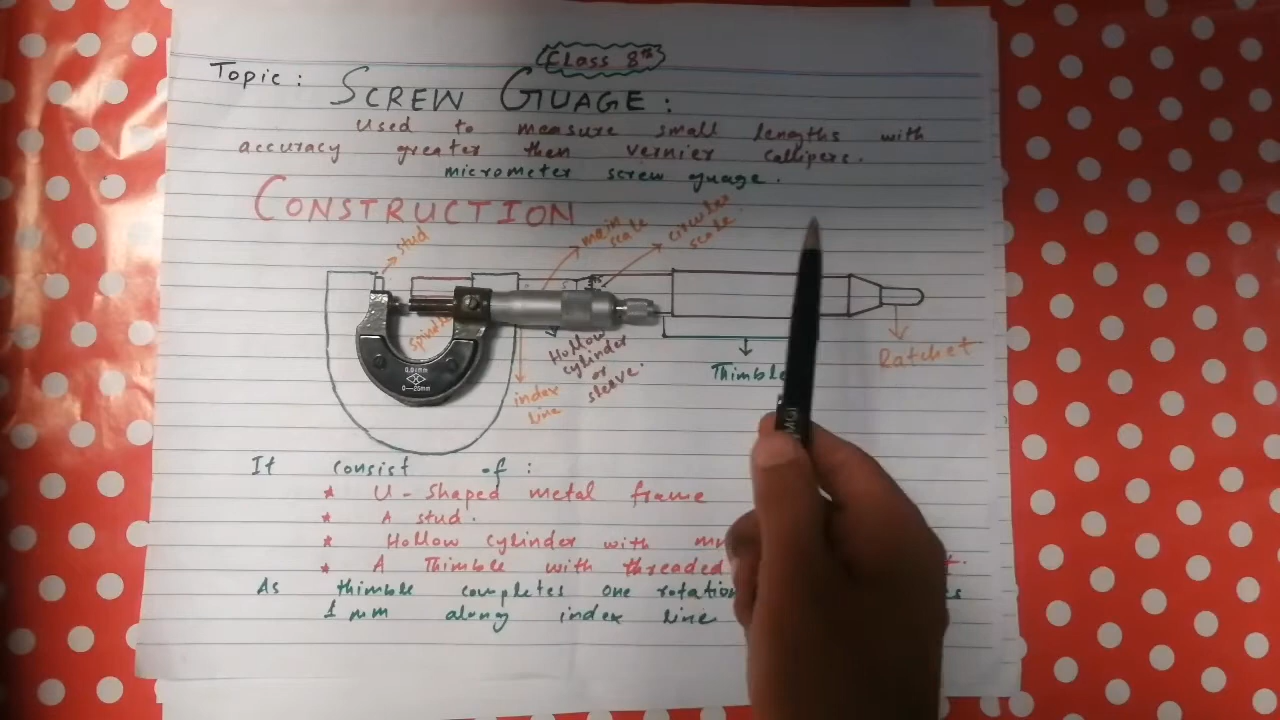 Class 8th
Topic: SCREW GUAGE:
Used to measure small lengths with
accuracy greater then vernier callipers.
micrometer screw guage.
CONSTRUCTION
stud
main scale
circular scale
0.01mm
0-25mm
Hollow
cylinder
or
sleave.
index
line
Thimble
Ratchet
It consist of:
* U-shaped metal frame
* A stud.
* Hollow cylinder with
* A Thimble with threaded
As thimble completes one rotation
1 mm along index line